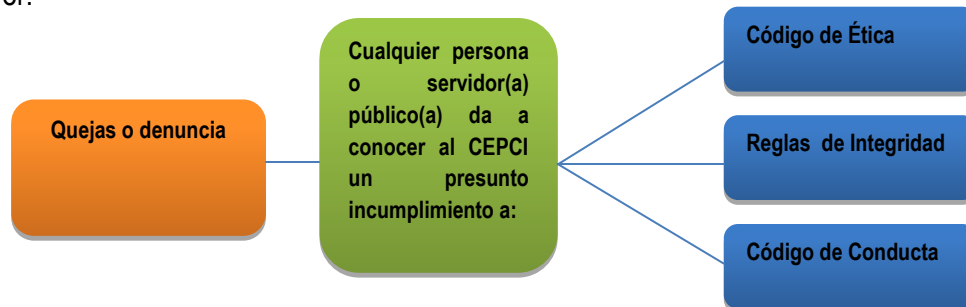 or:
Quejas o denuncia
Cualquier persona
o servidor(a)
público(a) da a
conocer al CEPCI
un presunto
incumplimiento a:
Código de Ética
Reglas de Integridad
Código de Conducta